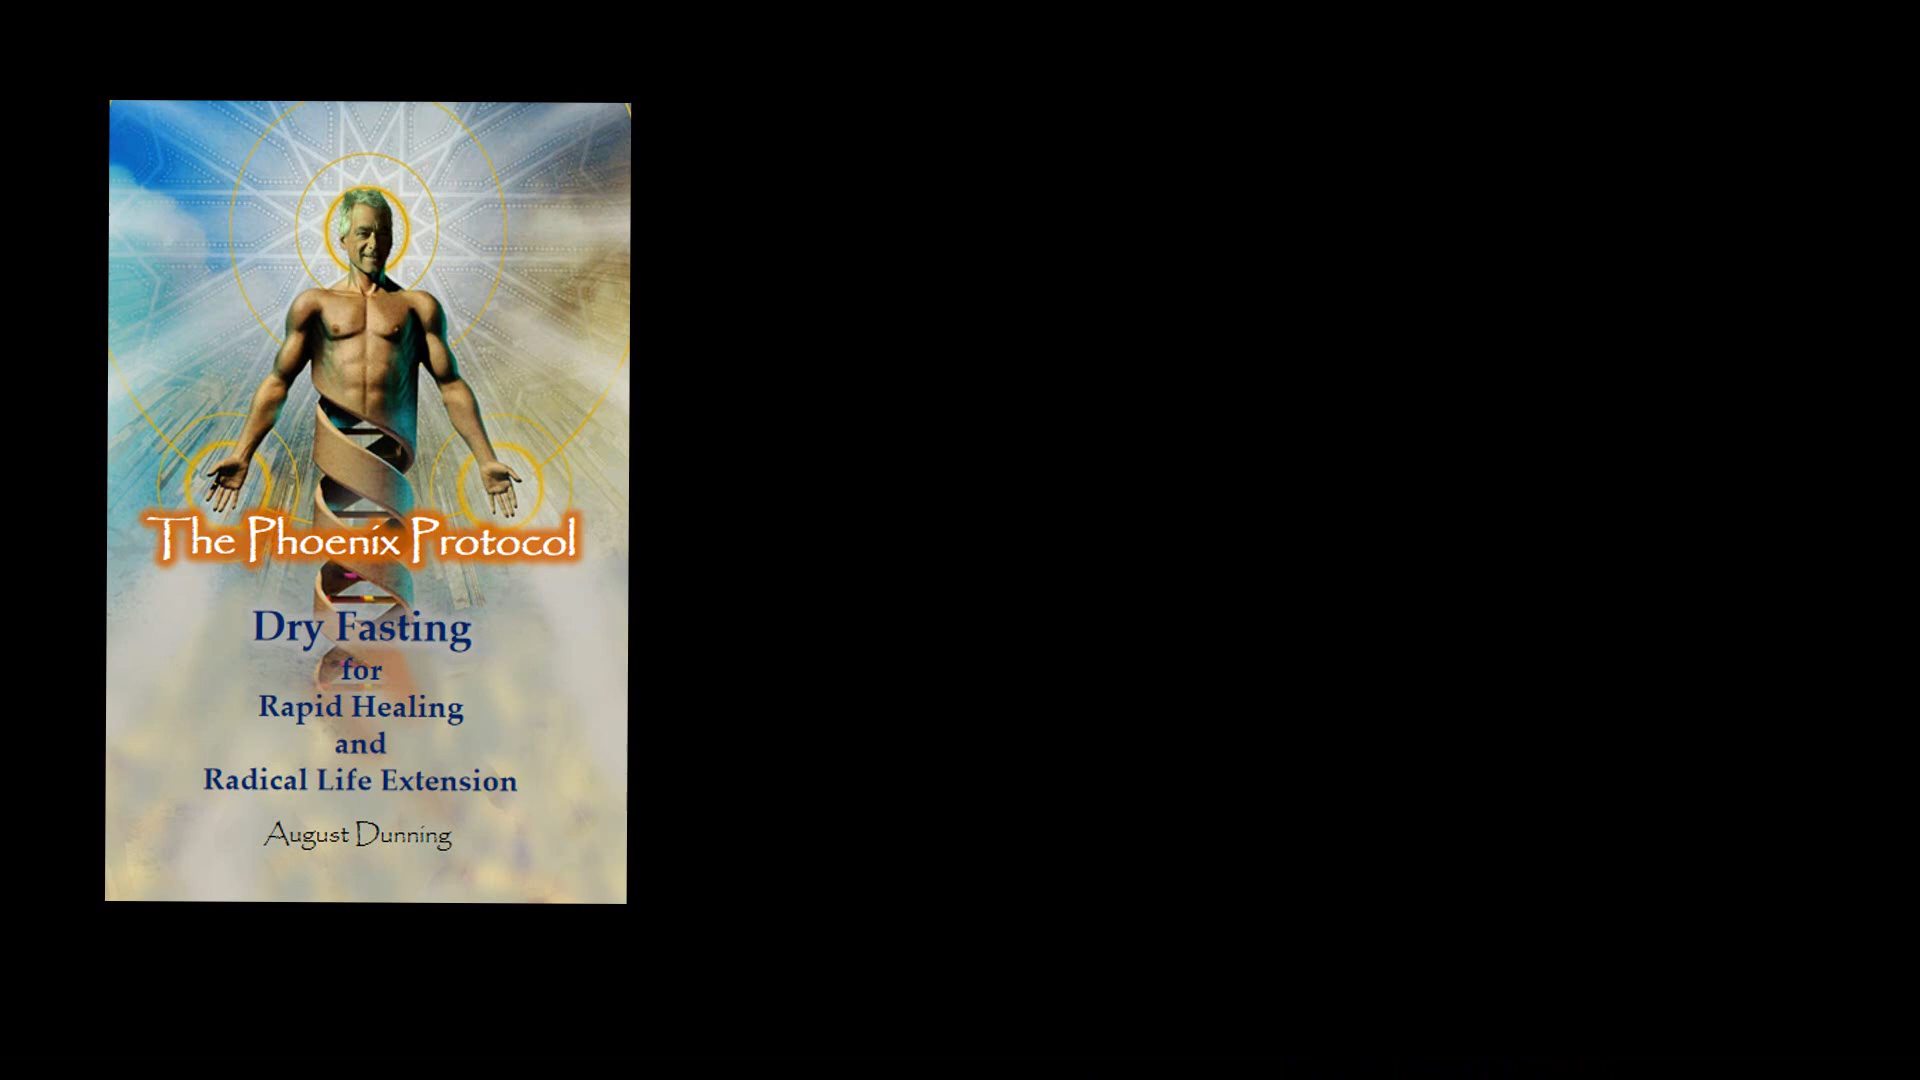 The Phoenix Protocol
Dry Fasting
for
Rapid Healing
and
Radical Life Extension
August Dunning